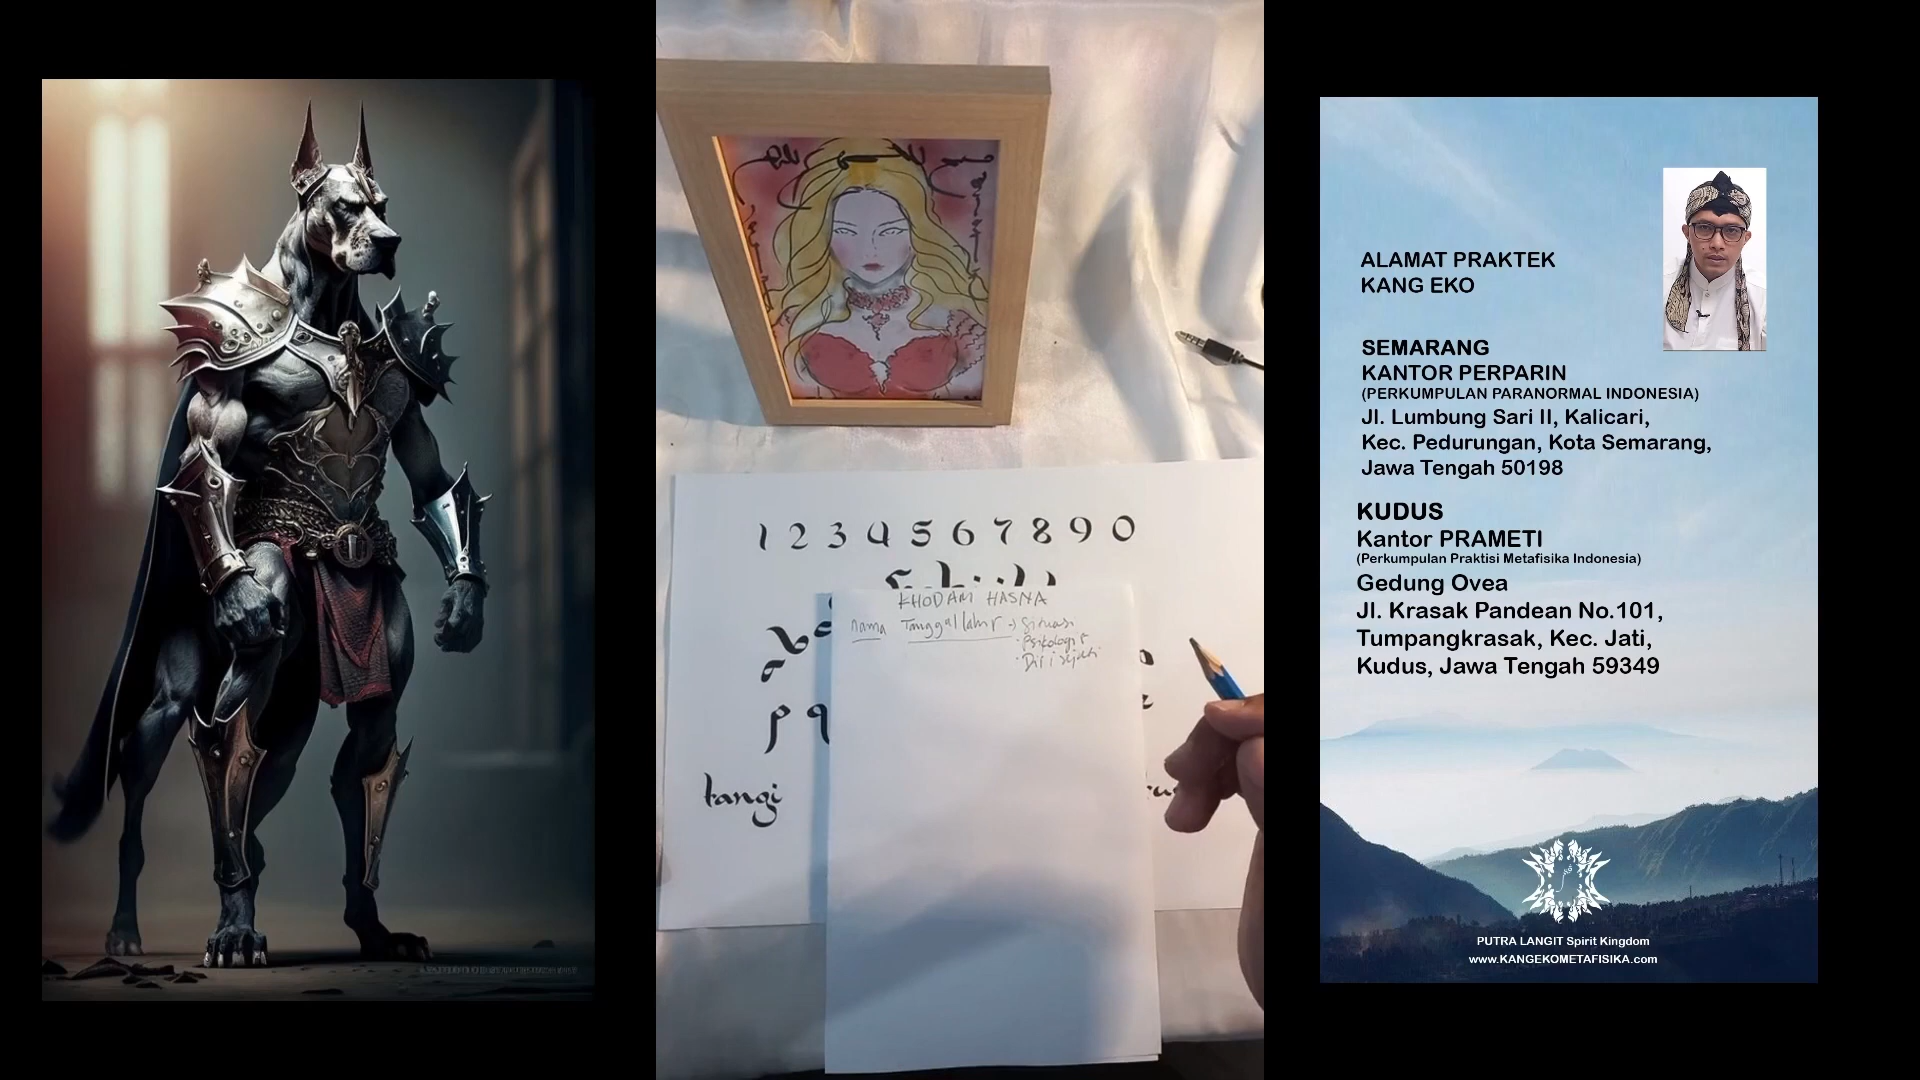 1 2 3 4 5 6 7 8 9 0
KHODAM HASNA
nama Tanggal lahir → Situasi
· Psikologis
· Diri sejati
p q
tangi
ALAMAT PRAKTEK
KANG EKO
SEMARANG
KANTOR PERPARIN
(PERKUMPULAN PARANORMAL INDONESIA)
Jl. Lumbung Sari II, Kalicari,
Kec. Pedurungan, Kota Semarang,
Jawa Tengah 50198
KUDUS
Kantor PRAMETI
(Perkumpulan Praktisi Metafisika Indonesia)
Gedung Ovea
Jl. Krasak Pandean No.101,
Tumpangkrasak, Kec. Jati,
Kudus, Jawa Tengah 59349
PUTRA LANGIT Spirit Kingdom
www.KANGEKOMETAFISIKA.com